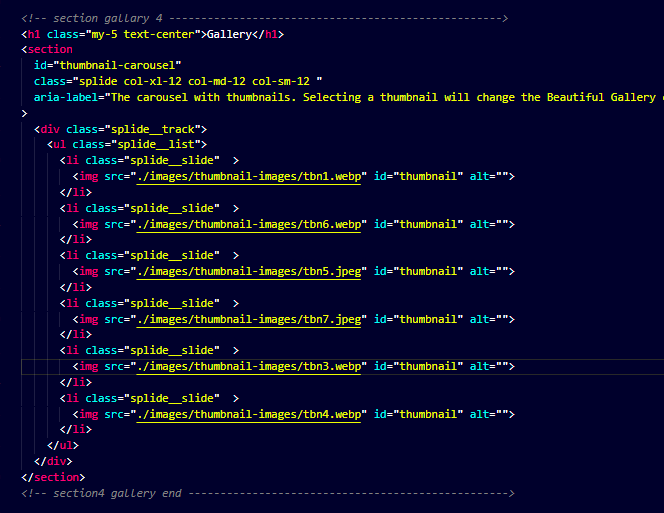 <!-- section gallary 4 --------------------------------------------------->
<h1 class="my-5 text-center">Gallery</h1>
<section
id="thumbnail-carousel"
class="splide col-xl-12 col-md-12 col-sm-12 "
aria-label="The carousel with thumbnails. Selecting a thumbnail will change the Beautiful Gallery
>
<div class="splide__track">
<ul class="splide__list">
<li class="splide__slide"  >
<img src="./images/thumbnail-images/tbn1.webp" id="thumbnail" alt="">
</li>
<li class="splide__slide"  >
<img src="./images/thumbnail-images/tbn6.webp" id="thumbnail" alt="">
</li>
<li class="splide__slide"  >
<img src="./images/thumbnail-images/tbn5.jpeg" id="thumbnail" alt="">
</li>
<li class="splide__slide"  >
<img src="./images/thumbnail-images/tbn7.jpeg" id="thumbnail" alt="">
</li>
<li class="splide__slide"  >
<img src="./images/thumbnail-images/tbn3.webp" id="thumbnail" alt="">
</li>
<li class="splide__slide"  >
<img src="./images/thumbnail-images/tbn4.webp" id="thumbnail" alt="">
</li>
</ul>
</div>
</section>
<!-- section4 gallery end ------------------------------------------------->